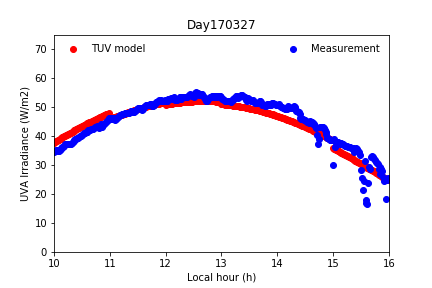 Day170327
TUV model
Measurement
UVA Irradiance (W/m2)
70
60
50
40
30
20
10
0
10 11 12 13 14 15 16
Local hour (h)